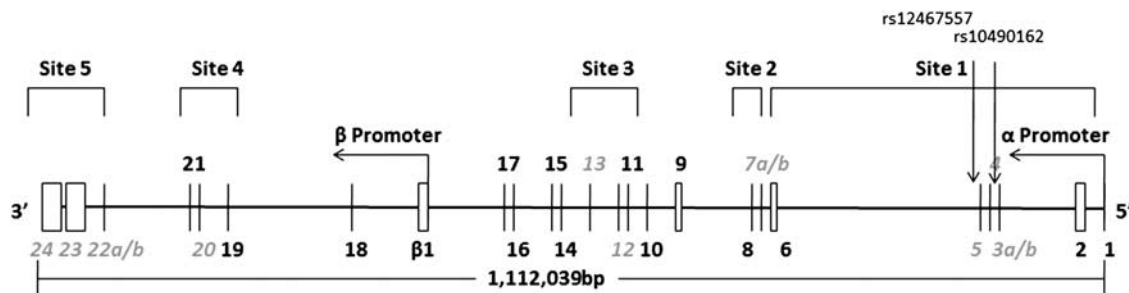 rs12467557
rs10490162
Site 5 Site 4 Site 3 Site 2 Site 1
β Promoter α Promoter
21 17 15 13 11 9 7a/b 4
3’ 5’
24 23 22a/b 20 19 18 β1 16 14 12 10 8 6 5 3a/b 2 1
1,112,039bp